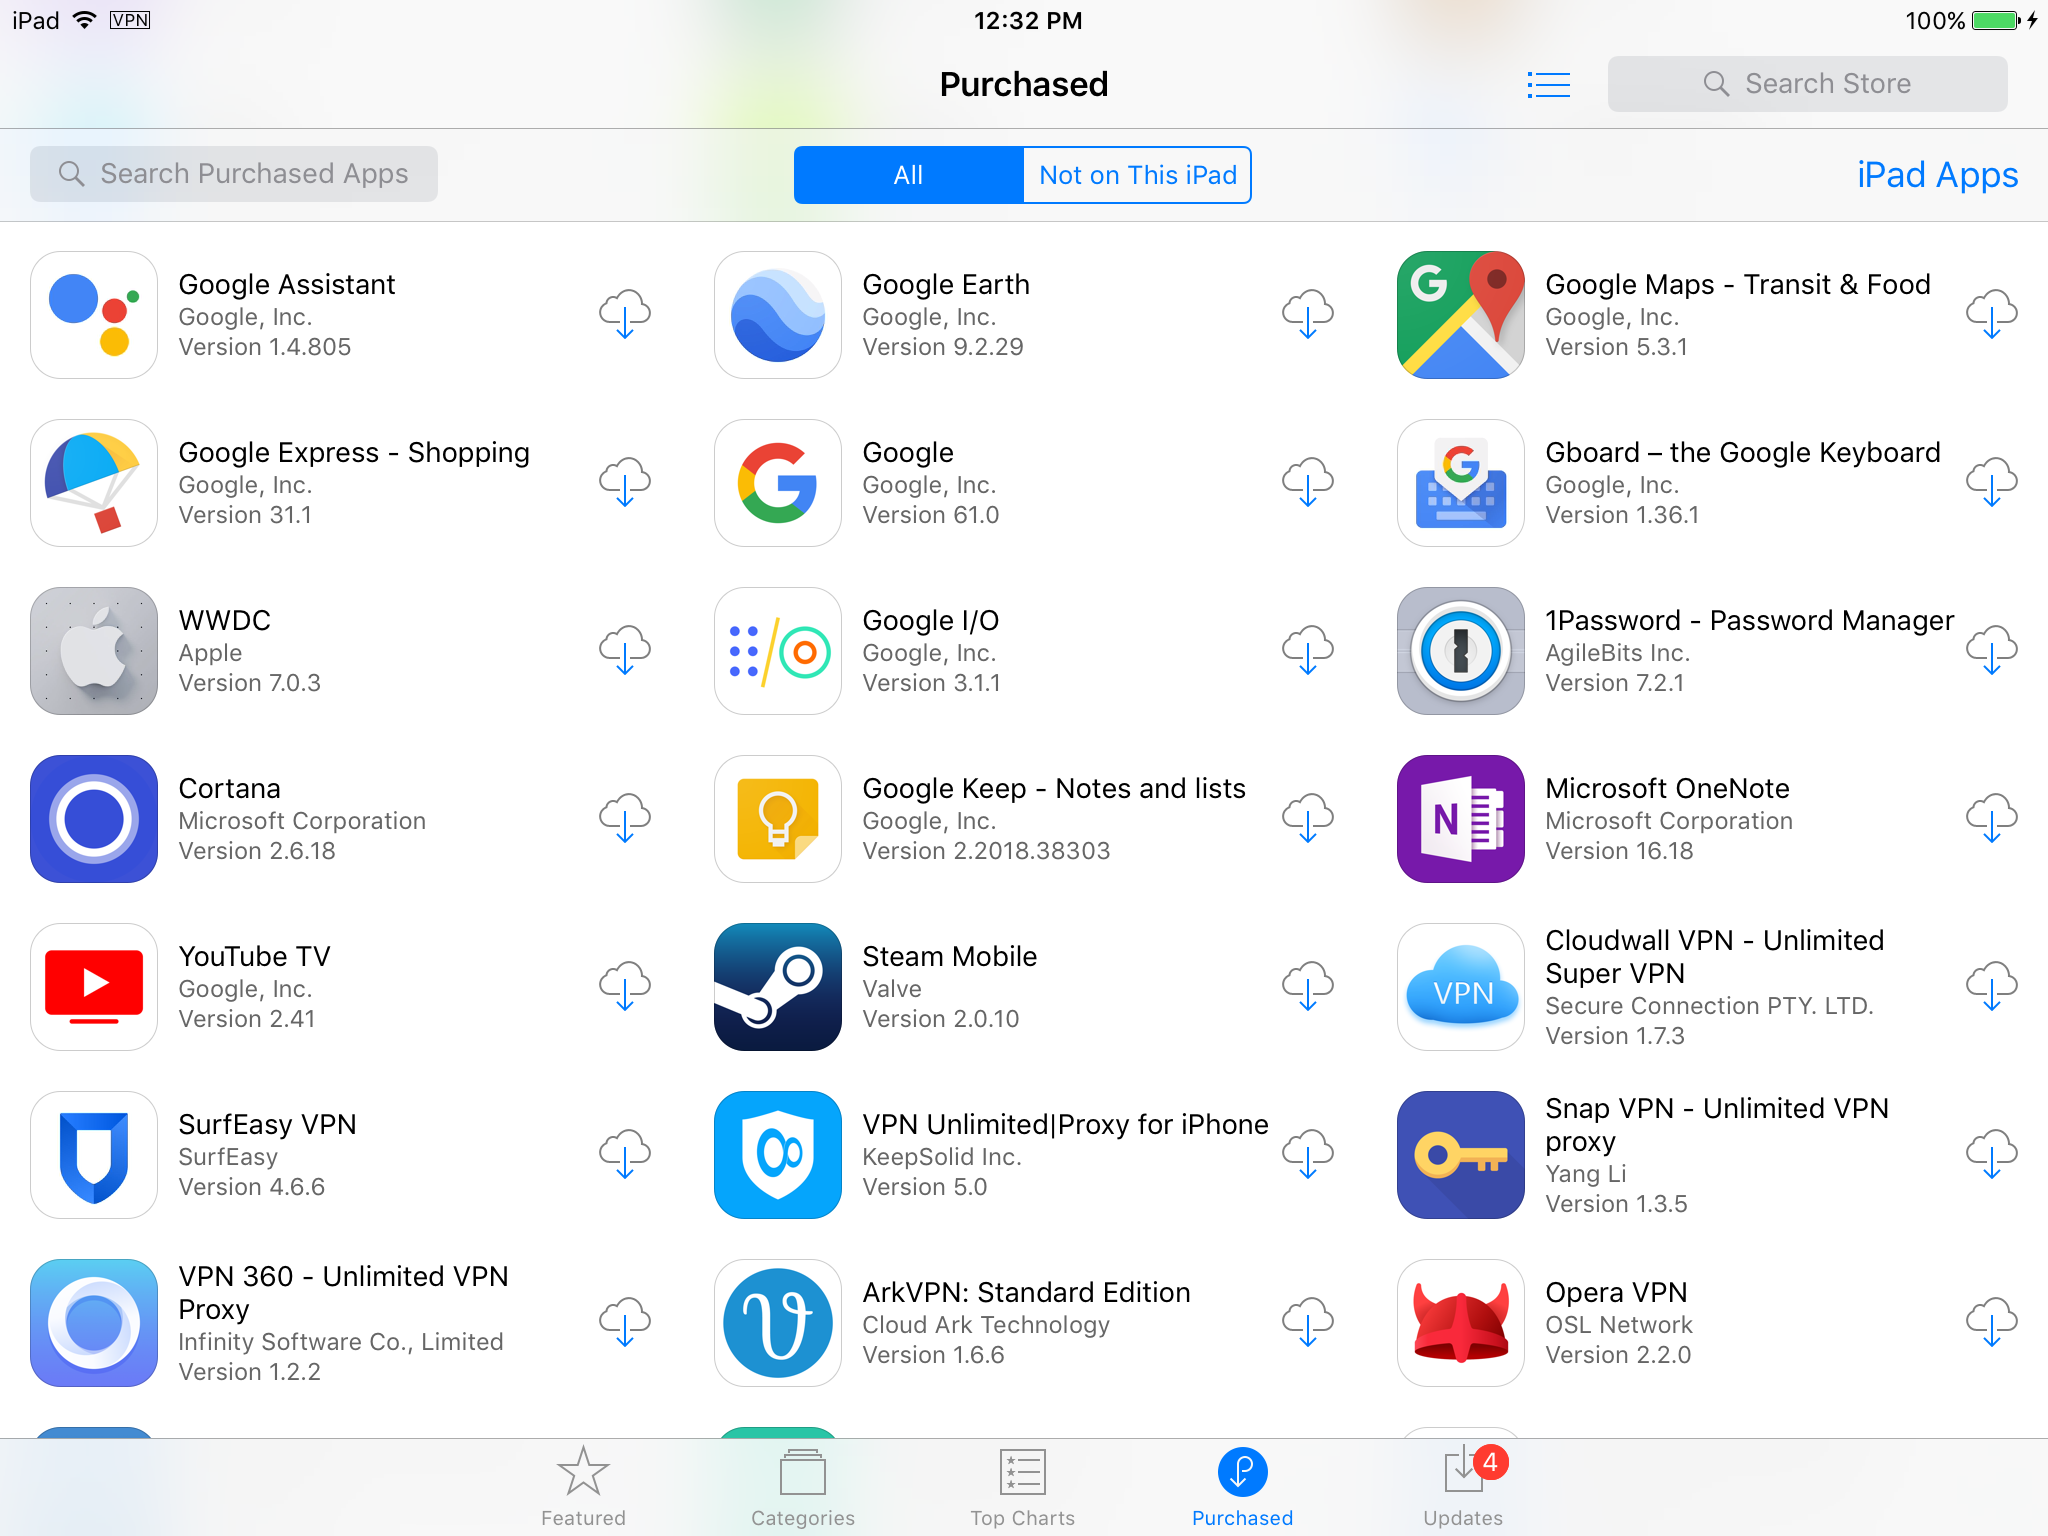 iPad VPN
12:32 PM
100%
Purchased
Search Store
Search Purchased Apps
All
Not on This iPad
iPad Apps
Google Assistant
Google, Inc.
Version 1.4.805
Google Earth
Google, Inc.
Version 9.2.29
Google Maps - Transit & Food
Google, Inc.
Version 5.3.1
Google Express - Shopping
Google, Inc.
Version 31.1
Google
Google, Inc.
Version 61.0
Gboard – the Google Keyboard
Google, Inc.
Version 1.36.1
WWDC
Apple
Version 7.0.3
Google I/O
Google, Inc.
Version 3.1.1
1Password - Password Manager
AgileBits Inc.
Version 7.2.1
Cortana
Microsoft Corporation
Version 2.6.18
Google Keep - Notes and lists
Google, Inc.
Version 2.2018.38303
N
Microsoft OneNote
Microsoft Corporation
Version 16.18
YouTube TV
Google, Inc.
Version 2.41
Steam Mobile
Valve
Version 2.0.10
VPN
Cloudwall VPN - Unlimited
Super VPN
Secure Connection PTY. LTD.
Version 1.7.3
SurfEasy VPN
SurfEasy
Version 4.6.6
VPN Unlimited|Proxy for iPhone
KeepSolid Inc.
Version 5.0
Snap VPN - Unlimited VPN
proxy
Yang Li
Version 1.3.5
VPN 360 - Unlimited VPN
Proxy
Infinity Software Co., Limited
Version 1.2.2
ArkVPN: Standard Edition
Cloud Ark Technology
Version 1.6.6
Opera VPN
OSL Network
Version 2.2.0
Featured
Categories
Top Charts
Purchased
4
Updates